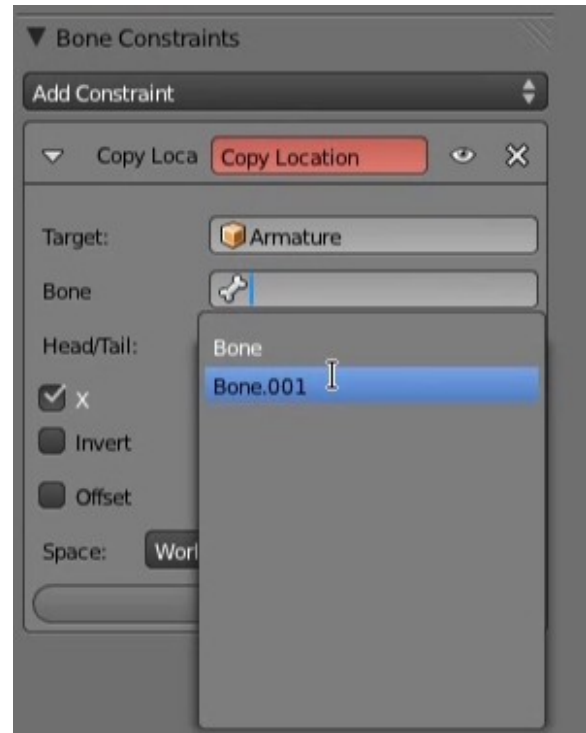 Bone Constraints
Add Constraint
Copy Loca Copy Location
Target: Armature
Bone
Head/Tail:
Bone
Bone.001
X
Invert
Offset
Space: Worl